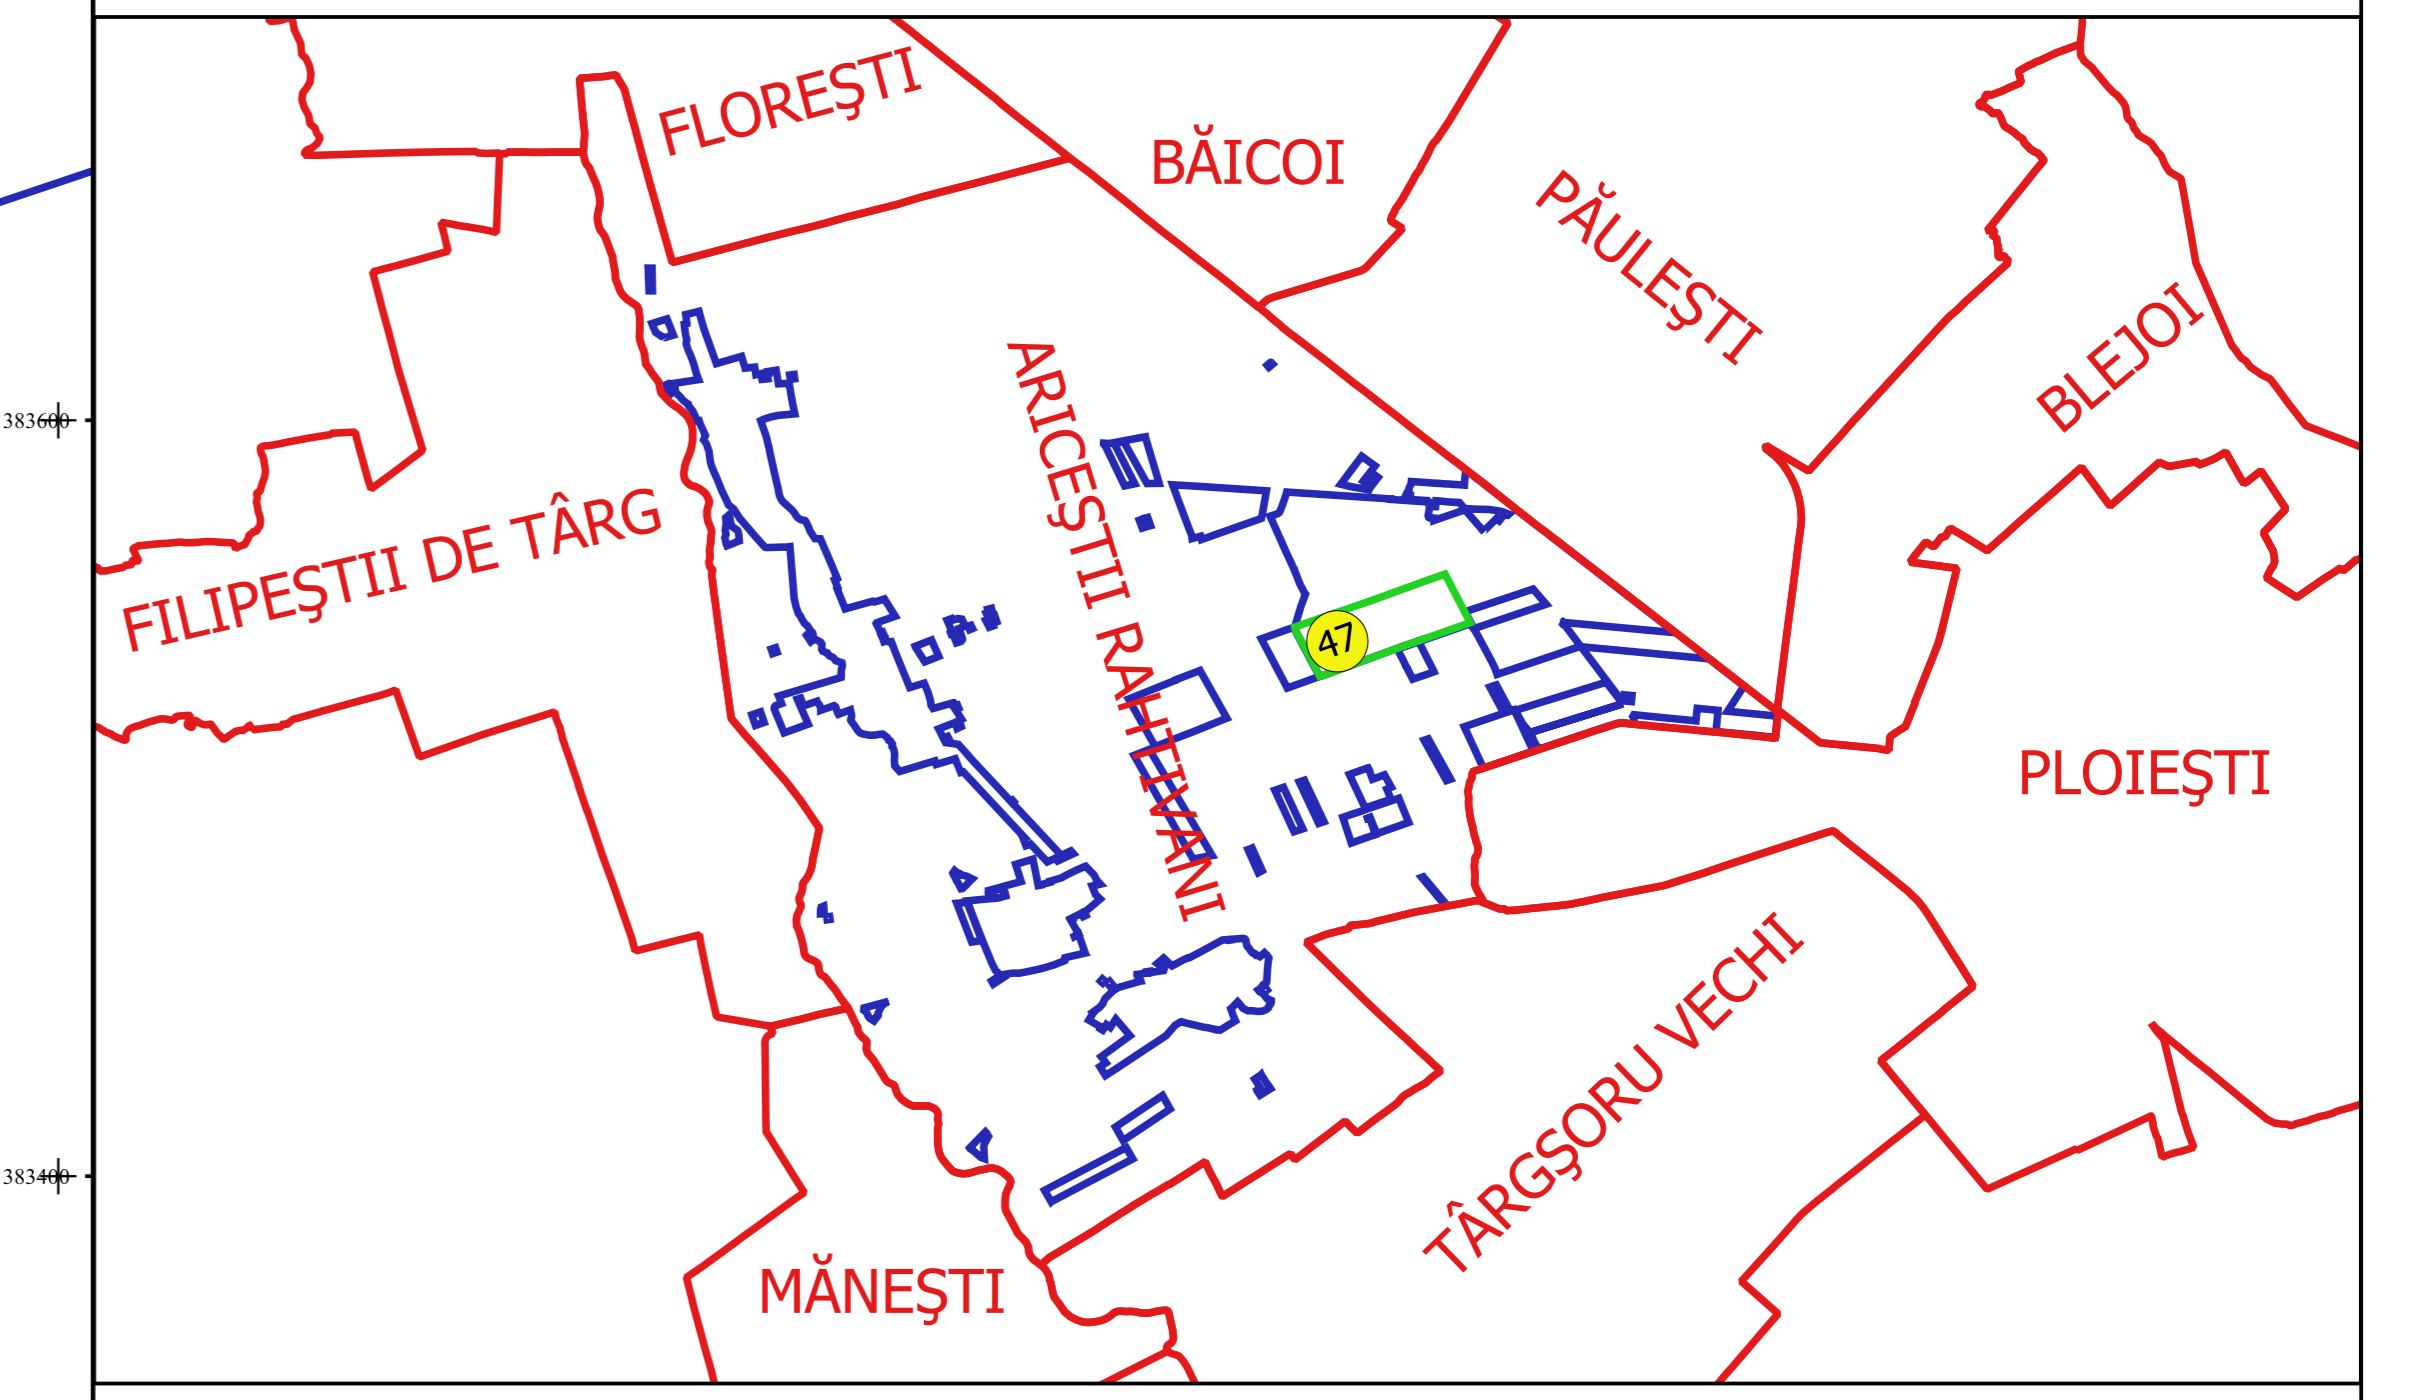 FLOREŞTI
BĂICOI
PĂULEŞTI
BLEJOI
383600
ARICEŞTII RAHTIVANI
FILIPEŞTII DE TÂRG
47
PLOIEŞTI
TÂRGŞORU VECHI
383400
MĂNEŞTI